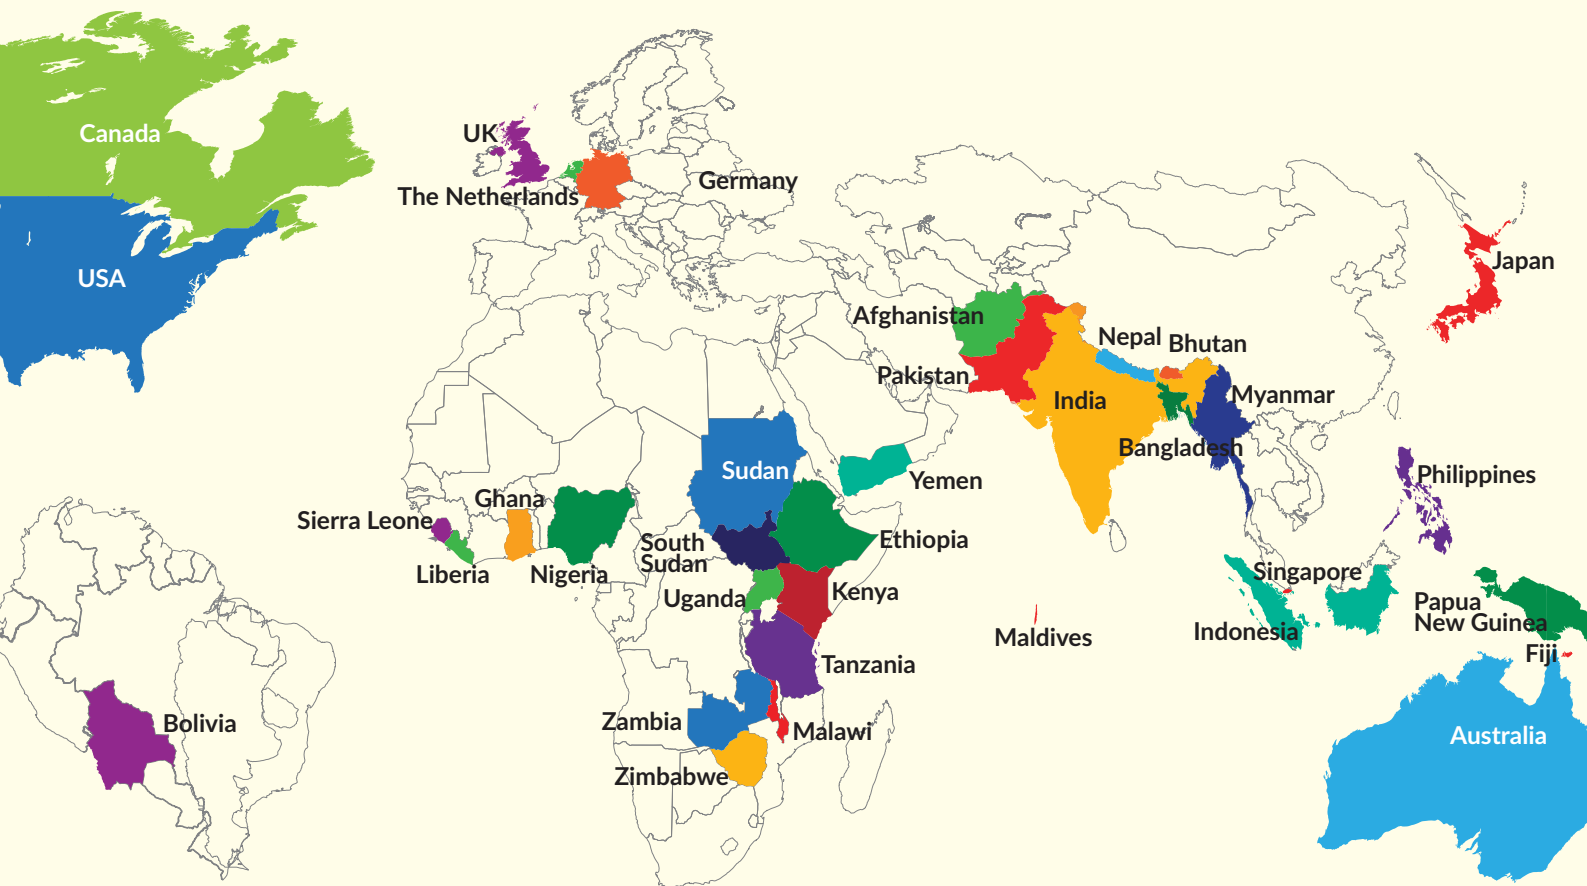 Canada
UK
The Netherlands
Germany
USA
Japan
Afghanistan
Nepal
Bhutan
Pakistan
India
Myanmar
Bangladesh
Sudan
Yemen
Philippines
Ghana
Sierra Leone
Ethiopia
South
Sudan
Liberia
Nigeria
Singapore
Uganda
Kenya
Papua
New Guinea
Maldives
Indonesia
Fiji
Tanzania
Bolivia
Zambia
Malawi
Australia
Zimbabwe